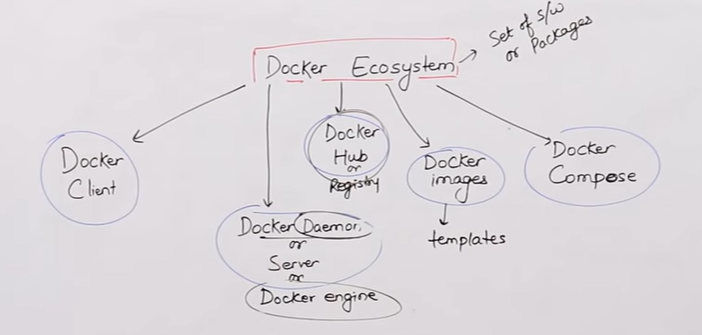 Set of S/W
or Packages
Docker Ecosystem
Docker
Client
Docker Daemon
or
Server
or
Docker engine
Docker
Hub
or
Registry
Docker
images
templates
Docker
Compose